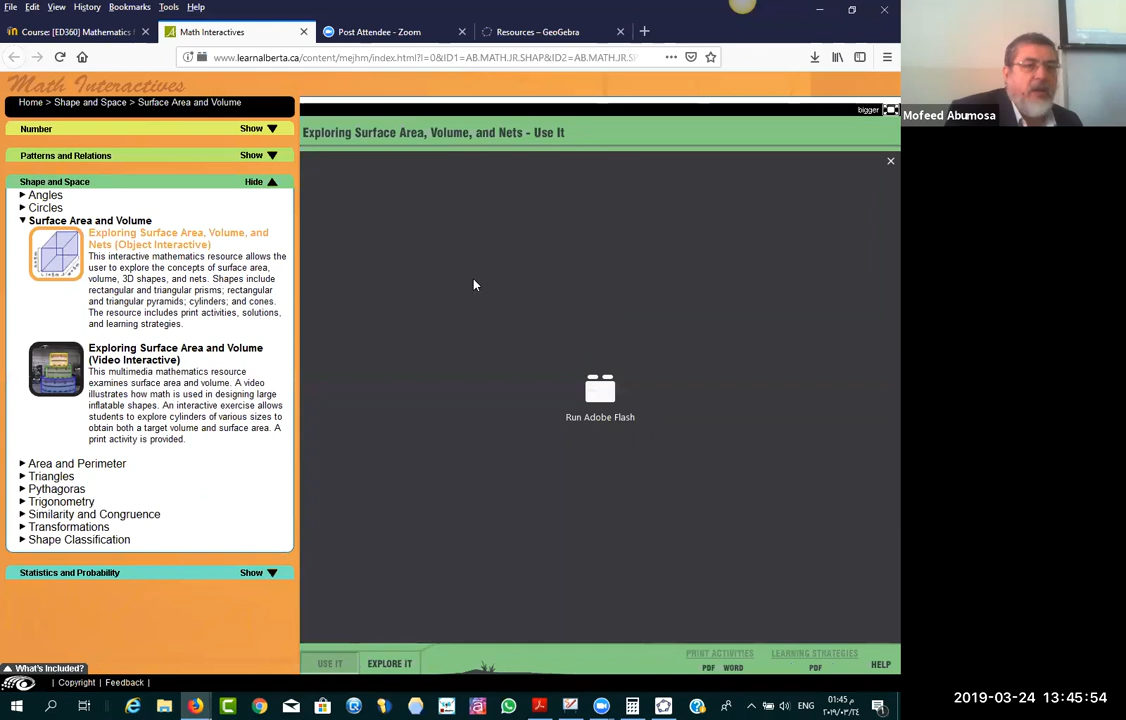 File Edit View History Bookmarks Tools Help
Course: [ED360] Mathematics f
Math Interactives
Post Attendee - Zoom
Resources – GeoGebra
www.learnalberta.ca/content/mejhm/index.html?l=0&ID1=AB.MATH.JR.SHAP&ID2=AB.MATH.JR.S
Mofeed Abumosa
Math Interactives
Home > Shape and Space > Surface Area and Volume
bigger
Number Show
Exploring Surface Area, Volume, and Nets - Use It
Patterns and Relations Show
Shape and Space Hide
Angles
Circles
Surface Area and Volume
Exploring Surface Area, Volume, and
Nets (Object Interactive)
This interactive mathematics resource allows the
user to explore the concepts of surface area,
volume, 3D shapes, and nets. Shapes include
rectangular and triangular prisms; rectangular
and triangular pyramids; cylinders; and cones.
The resource includes print activities, solutions,
and learning strategies.
Exploring Surface Area and Volume
(Video Interactive)
This multimedia mathematics resource
examines surface area and volume. A video
illustrates how math is used in designing large
inflatable shapes. An interactive exercise allows
students to explore cylinders of various sizes to
obtain both a target volume and surface area. A
print activity is provided.
Run Adobe Flash
Area and Perimeter
Triangles
Pythagoras
Trigonometry
Similarity and Congruence
Transformations
Shape Classification
Statistics and Probability Show
What's Included?
USE IT EXPLORE IT
PRINT ACTIVITIES LEARNING STRATEGIES
PDF WORD PDF HELP
Copyright | Feedback |
ENG
01:45 م
٢٠١٩/٠٣/٢٤
2019-03-24 13:45:54